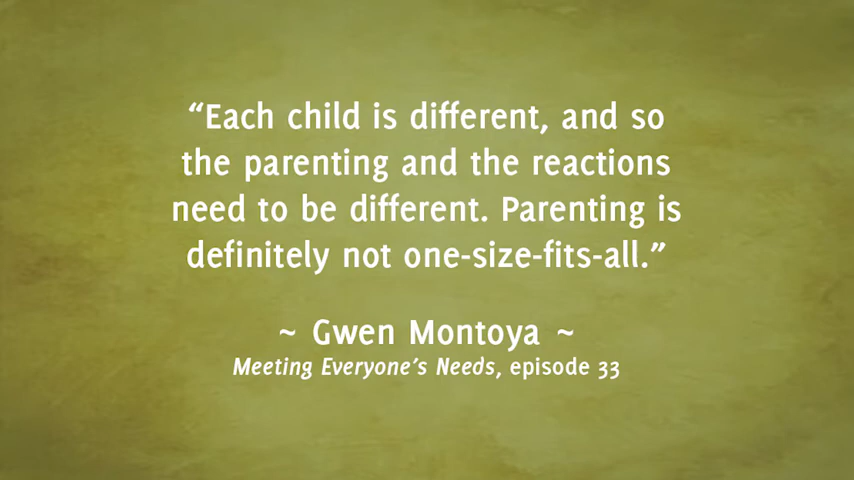 “Each child is different, and so
the parenting and the reactions
need to be different. Parenting is
definitely not one-size-fits-all.”
~ Gwen Montoya ~
Meeting Everyone’s Needs, episode 33